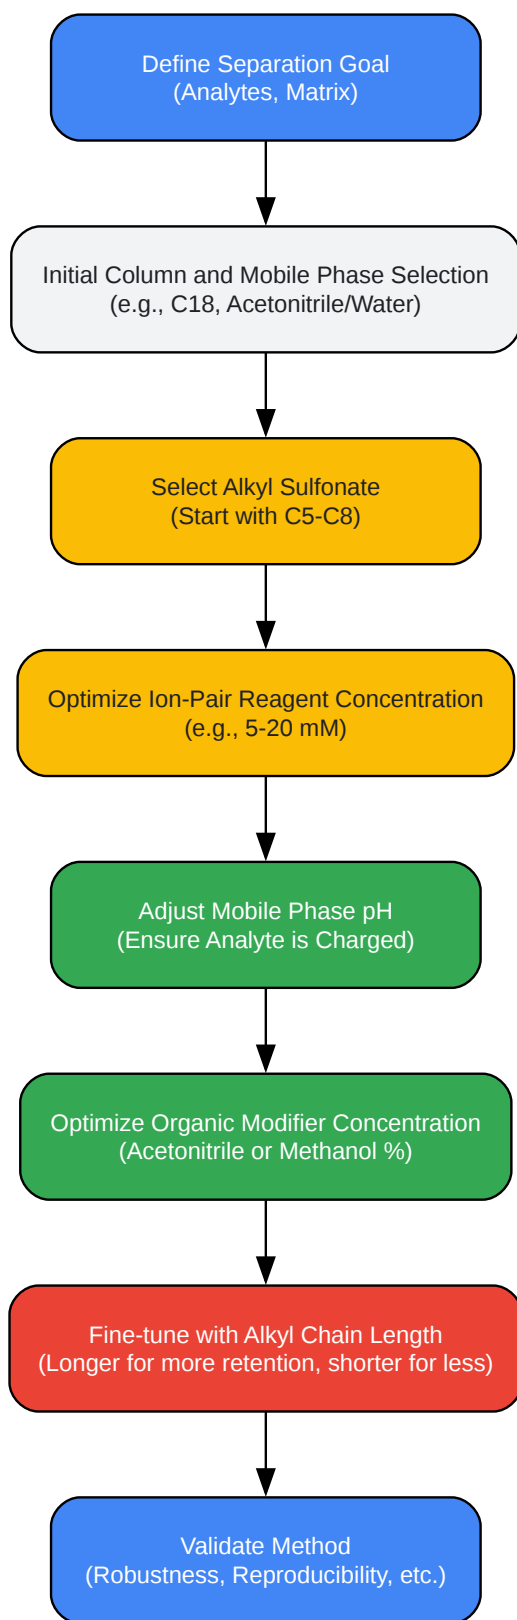 Define Separation Goal
(Analytes, Matrix)
Initial Column and Mobile Phase Selection
(e.g., C18, Acetonitrile/Water)
Select Alkyl Sulfonate
(Start with C5-C8)
Optimize Ion-Pair Reagent Concentration
(e.g., 5-20 mM)
Adjust Mobile Phase pH
(Ensure Analyte is Charged)
Optimize Organic Modifier Concentration
(Acetonitrile or Methanol %)
Fine-tune with Alkyl Chain Length
(Longer for more retention, shorter for less)
Validate Method
(Robustness, Reproducibility, etc.)